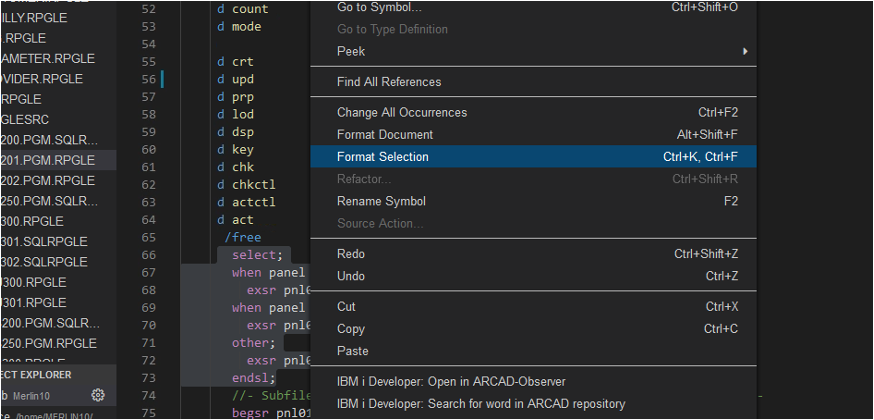 ILLY.RPGLE
.RPGLE
AMETER.RPGLE
OVIDER.RPGLE
RPGLE
GLESRC
200.PGM.SQLR...
201.PGM.RPGLE
202.PGM.RPGLE
250.PGM.SQLR...
300.RPGLE
301.SQLRPGLE
302.SQLRPGLE
J300.RPGLE
J301.RPGLE
200.PGM.SQLR...
250.PGM.RPGLE
ECT EXPLORER
b Merlin10
ce /home/MERLIN10/
52 d count
53 d mode
54
55 d crt
56 d upd
57 d prp
58 d lod
59 d dsp
60 d key
61 d chk
62 d chkctl
63 d actctl
64 d act
65 /free
66 select;
67 when panel
68 exsr pnl0
69 when panel
70 exsr pnl0
71 other;
72 exsr pnl0
73 endsl;
74 //- Subfile
75 begsr pnl01
Go to Symbol... Ctrl+Shift+O
Go to Type Definition
Peek
Find All References
Change All Occurrences Ctrl+F2
Format Document Alt+Shift+F
Format Selection Ctrl+K, Ctrl+F
Refactor... Ctrl+Shift+R
Rename Symbol F2
Source Action...
Redo Ctrl+Shift+Z
Undo Ctrl+Z
Cut Ctrl+X
Copy Ctrl+C
Paste
IBM i Developer: Open in ARCAD-Observer
IBM i Developer: Search for word in ARCAD repository